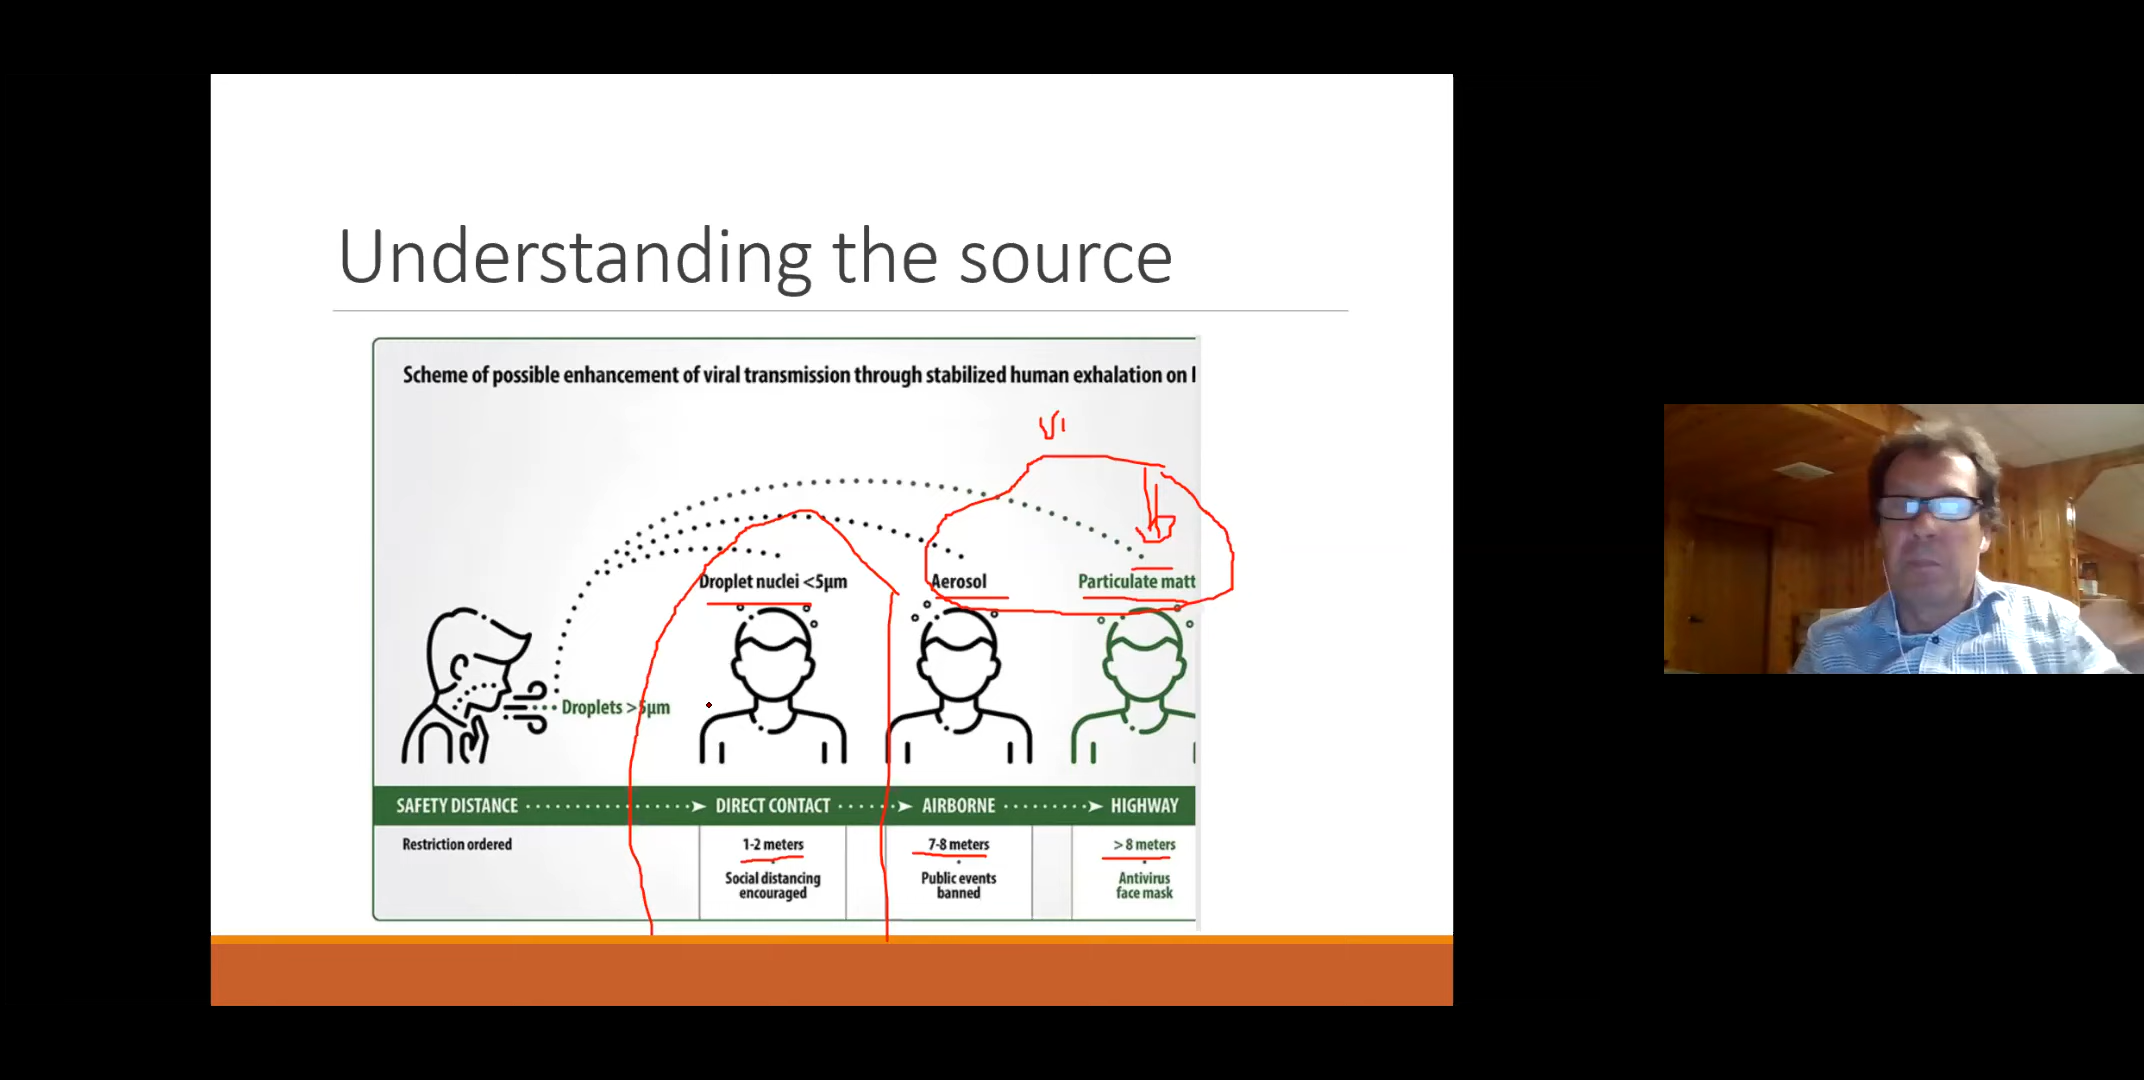 Understanding the source
Scheme of possible enhancement of viral transmission through stabilized human exhalation on
Droplet nuclei <5μm
Aerosol
Particulate matt
Droplets >5μm
SAFETY DISTANCE
DIRECT CONTACT
AIRBORNE
HIGHWAY
Restriction ordered
1-2 meters
7-8 meters
> 8 meters
Social distancing
encouraged
Public events
banned
Antivirus
face mask